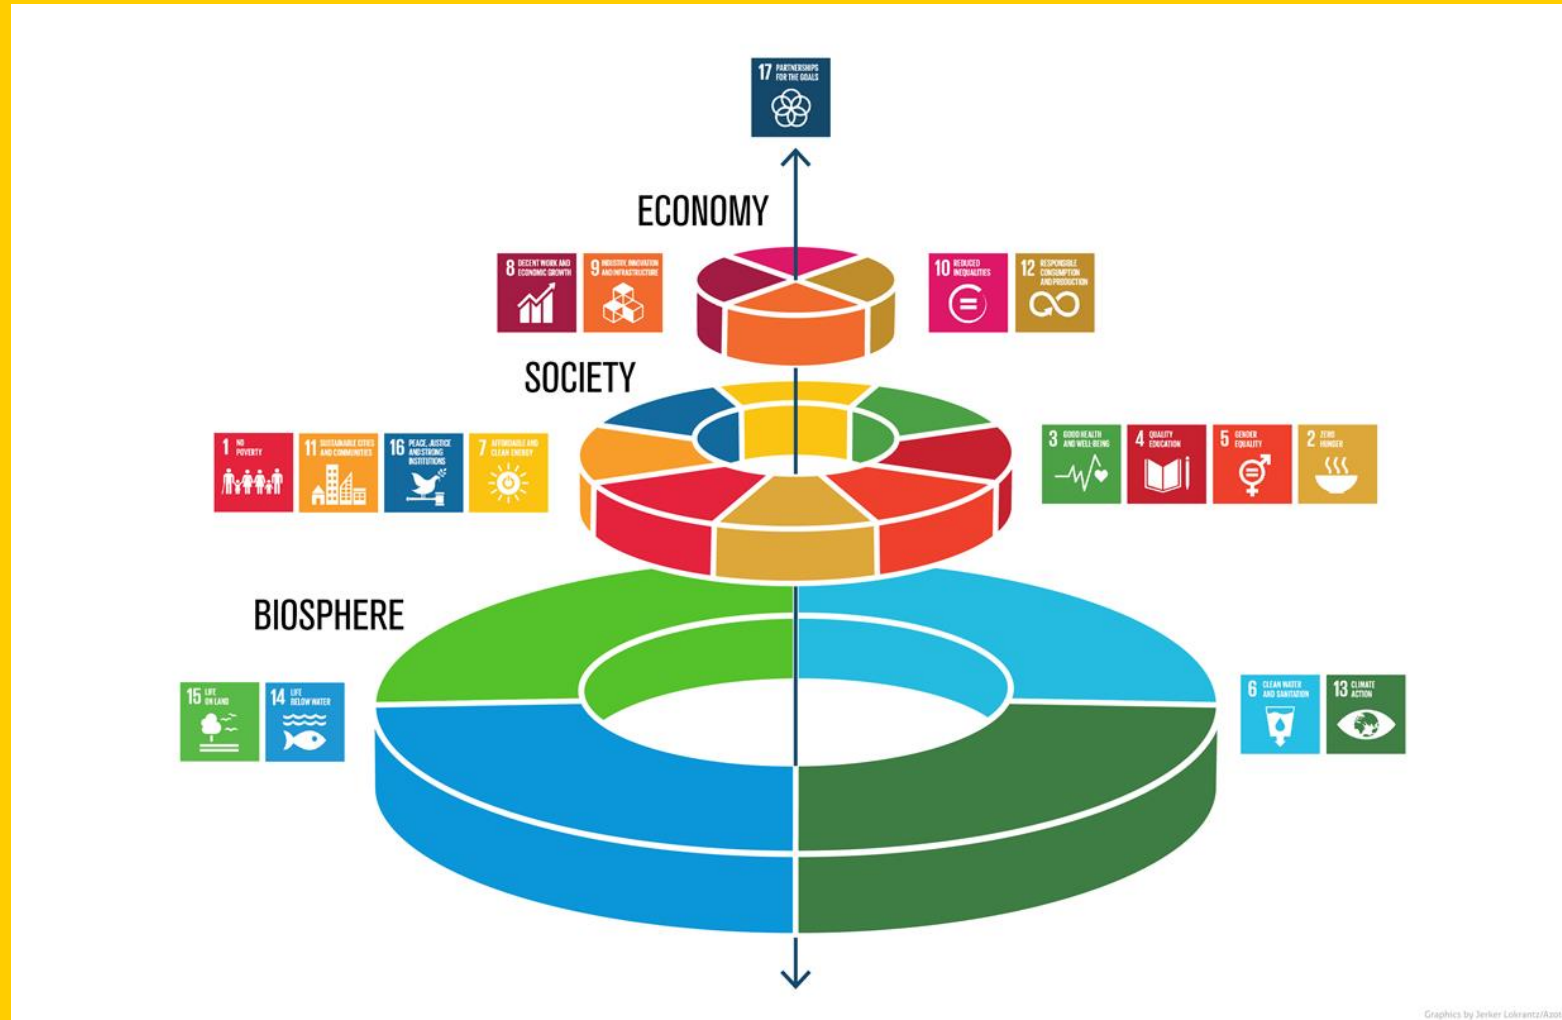 17 PARTNERSHIPS
FOR THE GOALS
ECONOMY
8 DECENT WORK AND
ECONOMIC GROWTH
9 INDUSTRY, INNOVATION
AND INFRASTRUCTURE
10 REDUCED
INEQUALITIES
12 RESPONSIBLE
CONSUMPTION
AND PRODUCTION
SOCIETY
1 NO
POVERTY
11 SUSTAINABLE CITIES
AND COMMUNITIES
16 PEACE, JUSTICE
AND STRONG
INSTITUTIONS
7 AFFORDABLE AND
CLEAN ENERGY
3 GOOD HEALTH
AND WELL-BEING
4 QUALITY
EDUCATION
5 GENDER
EQUALITY
2 ZERO
HUNGER
BIOSPHERE
15 LIFE
ON LAND
14 LIFE
BELOW WATER
6 CLEAN WATER
AND SANITATION
13 CLIMATE
ACTION
Graphics by Jerker Lokrantz/Azot